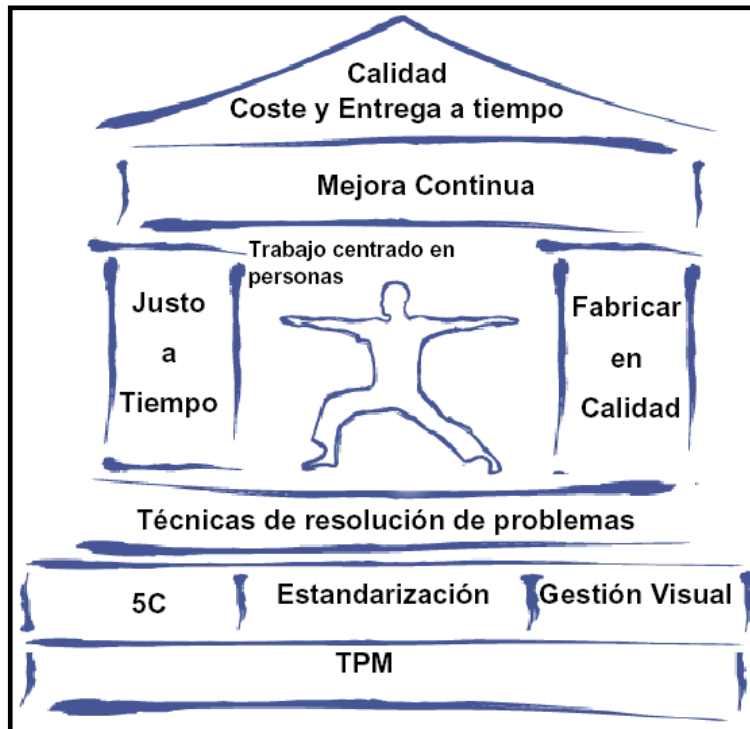 Calidad
Coste y Entrega a tiempo
Mejora Continua
Trabajo centrado en
personas
Justo
a
Tiempo
Fabricar
en
Calidad
Técnicas de resolución de problemas
5C
Estandarización
Gestión Visual
TPM